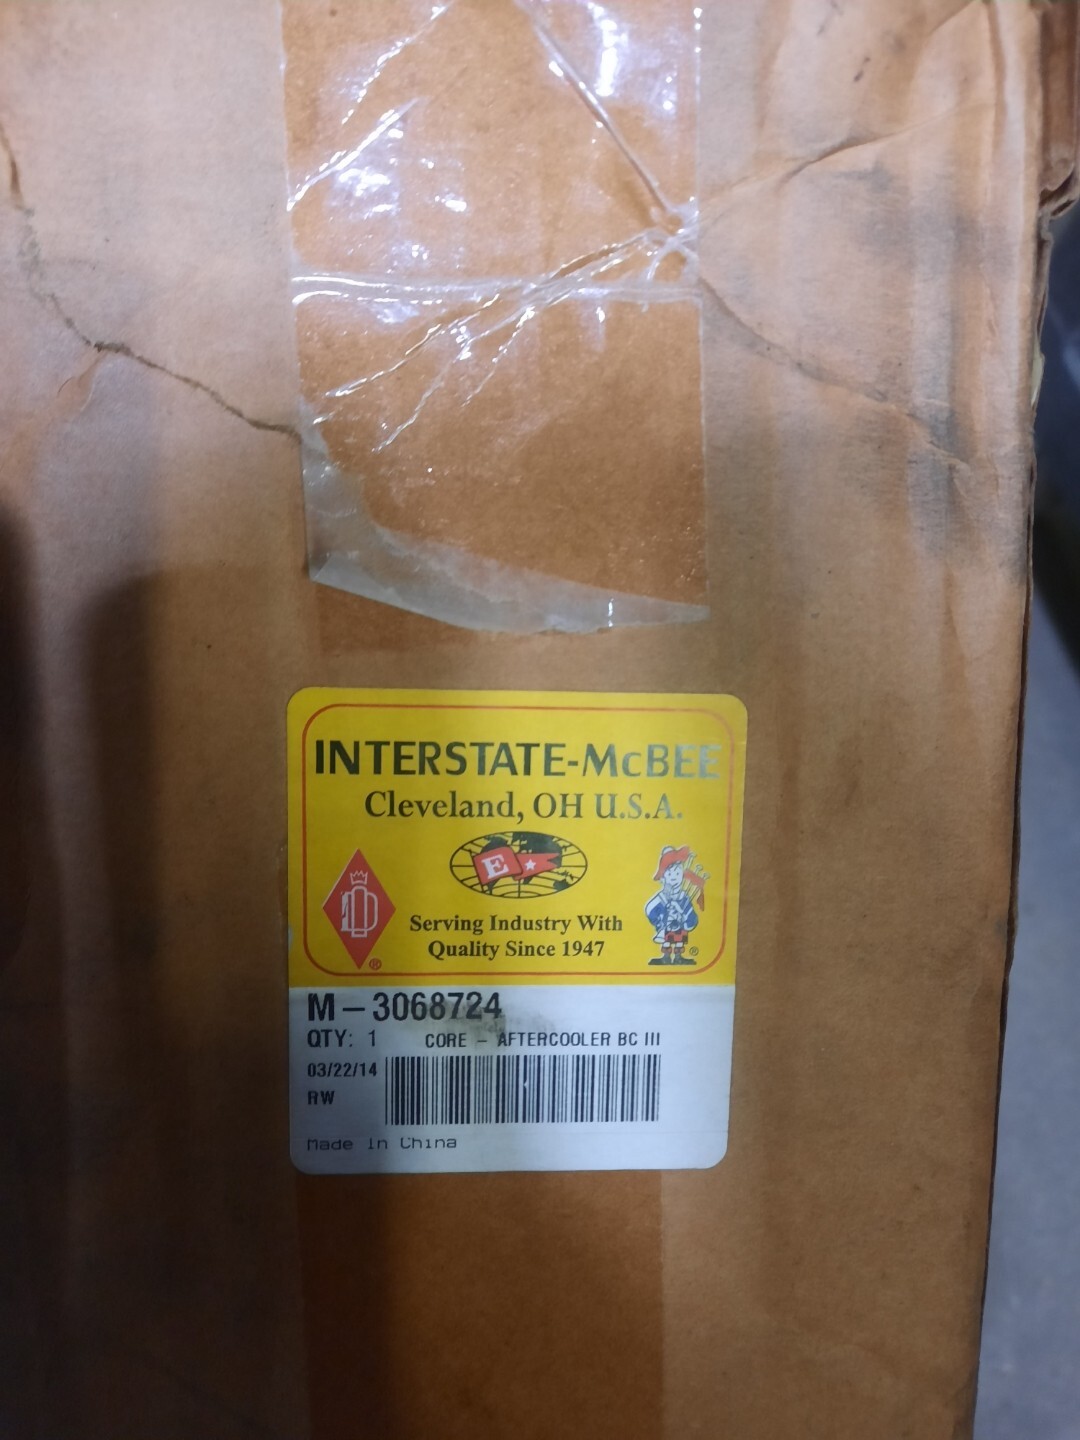 INTERSTATE-McBEE
Cleveland, OH U.S.A.
E
Serving Industry With
Quality Since 1947
®
®
M-3068724
QTY: 1 CORE - AFTERCOOLER BC III
03/22/14
RW
Made in China